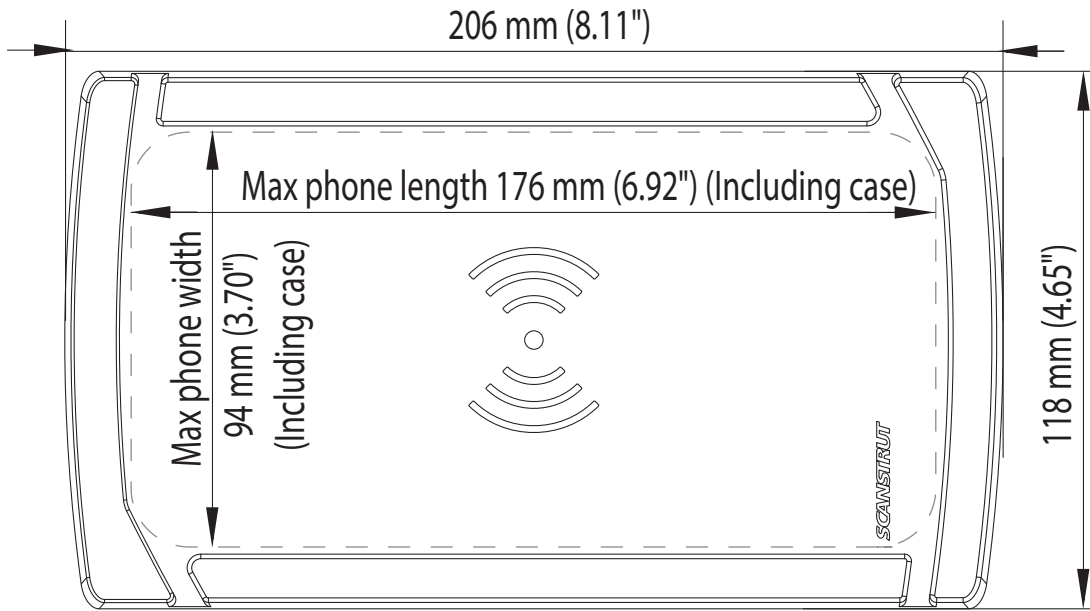 206 mm (8.11")
Max phone length 176 mm (6.92") (Including case)
Max phone width
94 mm (3.70")
(Including case)
118 mm (4.65")
SCANSTRUT